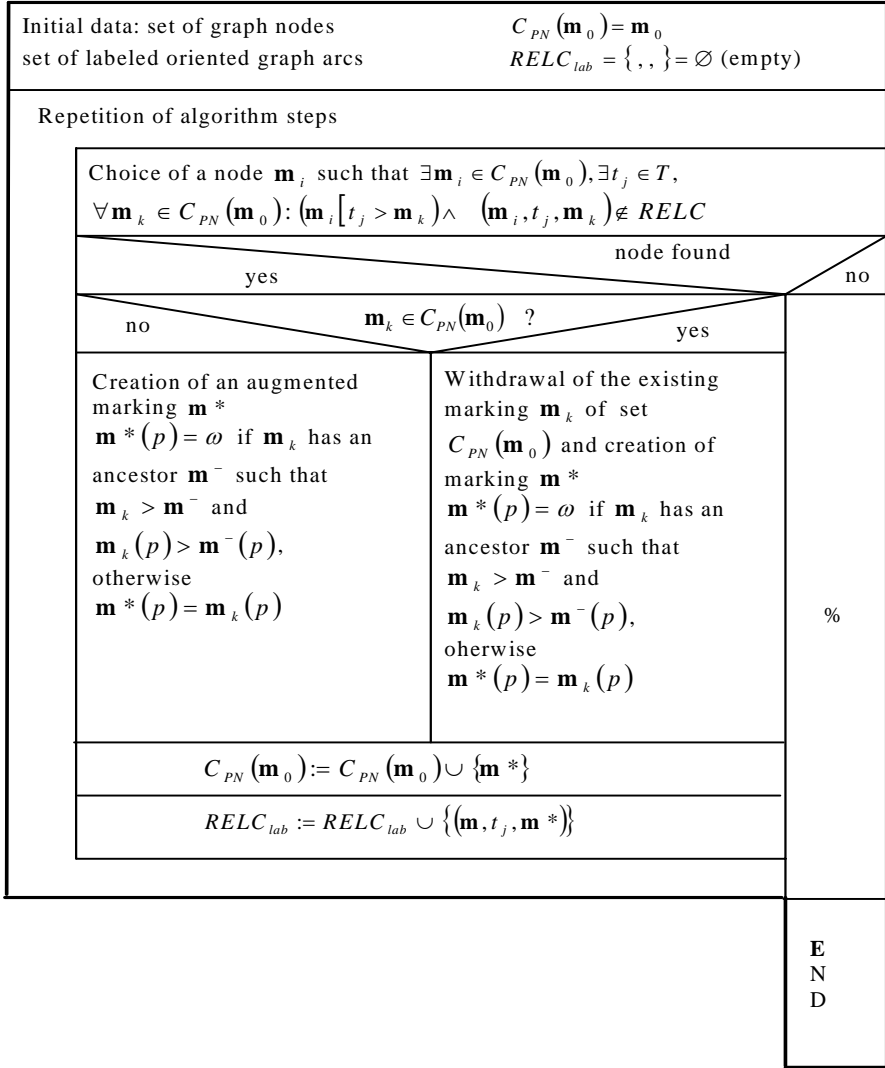 Initial data: set of graph nodes C_PN(m_0) = m_0
set of labeled oriented graph arcs RELC_lab = { , , } = ∅ (empty)
Repetition of algorithm steps
Choice of a node m_i such that ∃m_i ∈ C_PN(m_0), ∃t_j ∈ T,
∀m_k ∈ C_PN(m_0): (m_i[t_j > m_k) ∧ (m_i, t_j, m_k) ∉ RELC
node found
yes
no
m_k ∈ C_PN(m_0) ?
no
yes
Creation of an augmented
marking m *
m *(p) = ω if m_k has an
ancestor m⁻ such that
m_k > m⁻ and
m_k(p) > m⁻(p),
otherwise
m *(p) = m_k(p)
Withdrawal of the existing
marking m_k of set
C_PN(m_0) and creation of
marking m *
m *(p) = ω if m_k has an
ancestor m⁻ such that
m_k > m⁻ and
m_k(p) > m⁻(p),
oherwise
m *(p) = m_k(p)
%
C_PN(m_0) := C_PN(m_0) ∪ {m *}
RELC_lab := RELC_lab ∪ {(m, t_j, m *)}
E
N
D